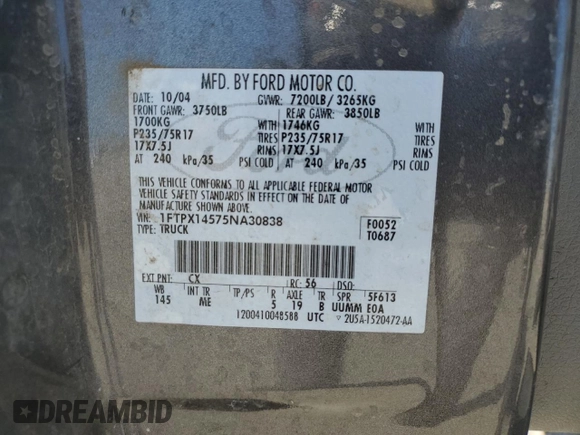 MFD. BY FORD MOTOR CO.
10/04 GVWR: 7200LB/ 3265KG
FRONT GAWR: 3750LB REAR GAWR: 3850LB
1700KG WITH 1746KG WITH
P235/75R17 TIRES P235/75R17 TIRES
17X7.5J RIMS 17X7.5J RIMS
AT 240 kPa/35 PSI COLD AT 240 kPa/35 PSI COLD
THIS VEHICLE CONFORMS TO ALL APPLICABLE FEDERAL MOTOR
VEHICLE SAFETY STANDARDS IN EFFECT ON THE DATE OF
MANUFACTURE SHOWN ABOVE.
VIN: 1FTPX14575NA30838 F0052
TYPE: TRUCK T0687
EXT PNT: CX RC: 56 DSO:
WB INT TR TP/PS R AXLE TR SPR 5F613
145 ME 5 19 B UUMM E0A
1200410048588 UTC 2U5A-1520472-AA
Ford
DREAMBID